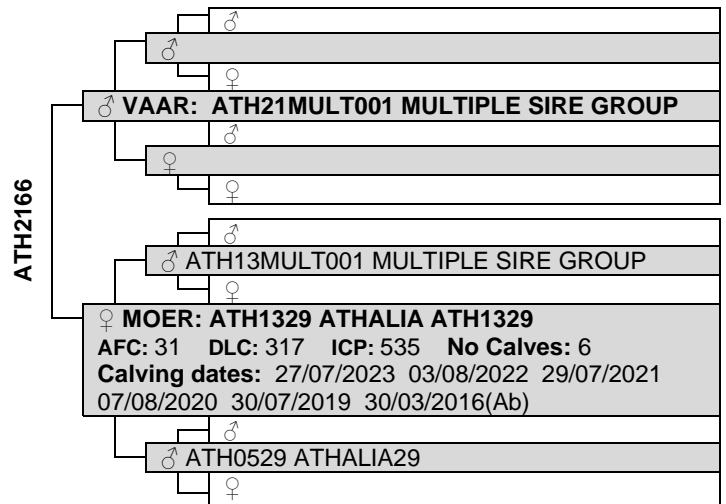 ♂
♂
♀
♂ VAAR: ATH21MULT001 MULTIPLE SIRE GROUP
♂
♀
♀
ATH2166
♂
♂ ATH13MULT001 MULTIPLE SIRE GROUP
♀
♀ MOER: ATH1329 ATHALIA ATH1329
AFC: 31 DLC: 317 ICP: 535 No Calves: 6
Calving dates: 27/07/2023 03/08/2022 29/07/2021
07/08/2020 30/07/2019 30/03/2016(Ab)
♂
♂ ATH0529 ATHALIA29
♀